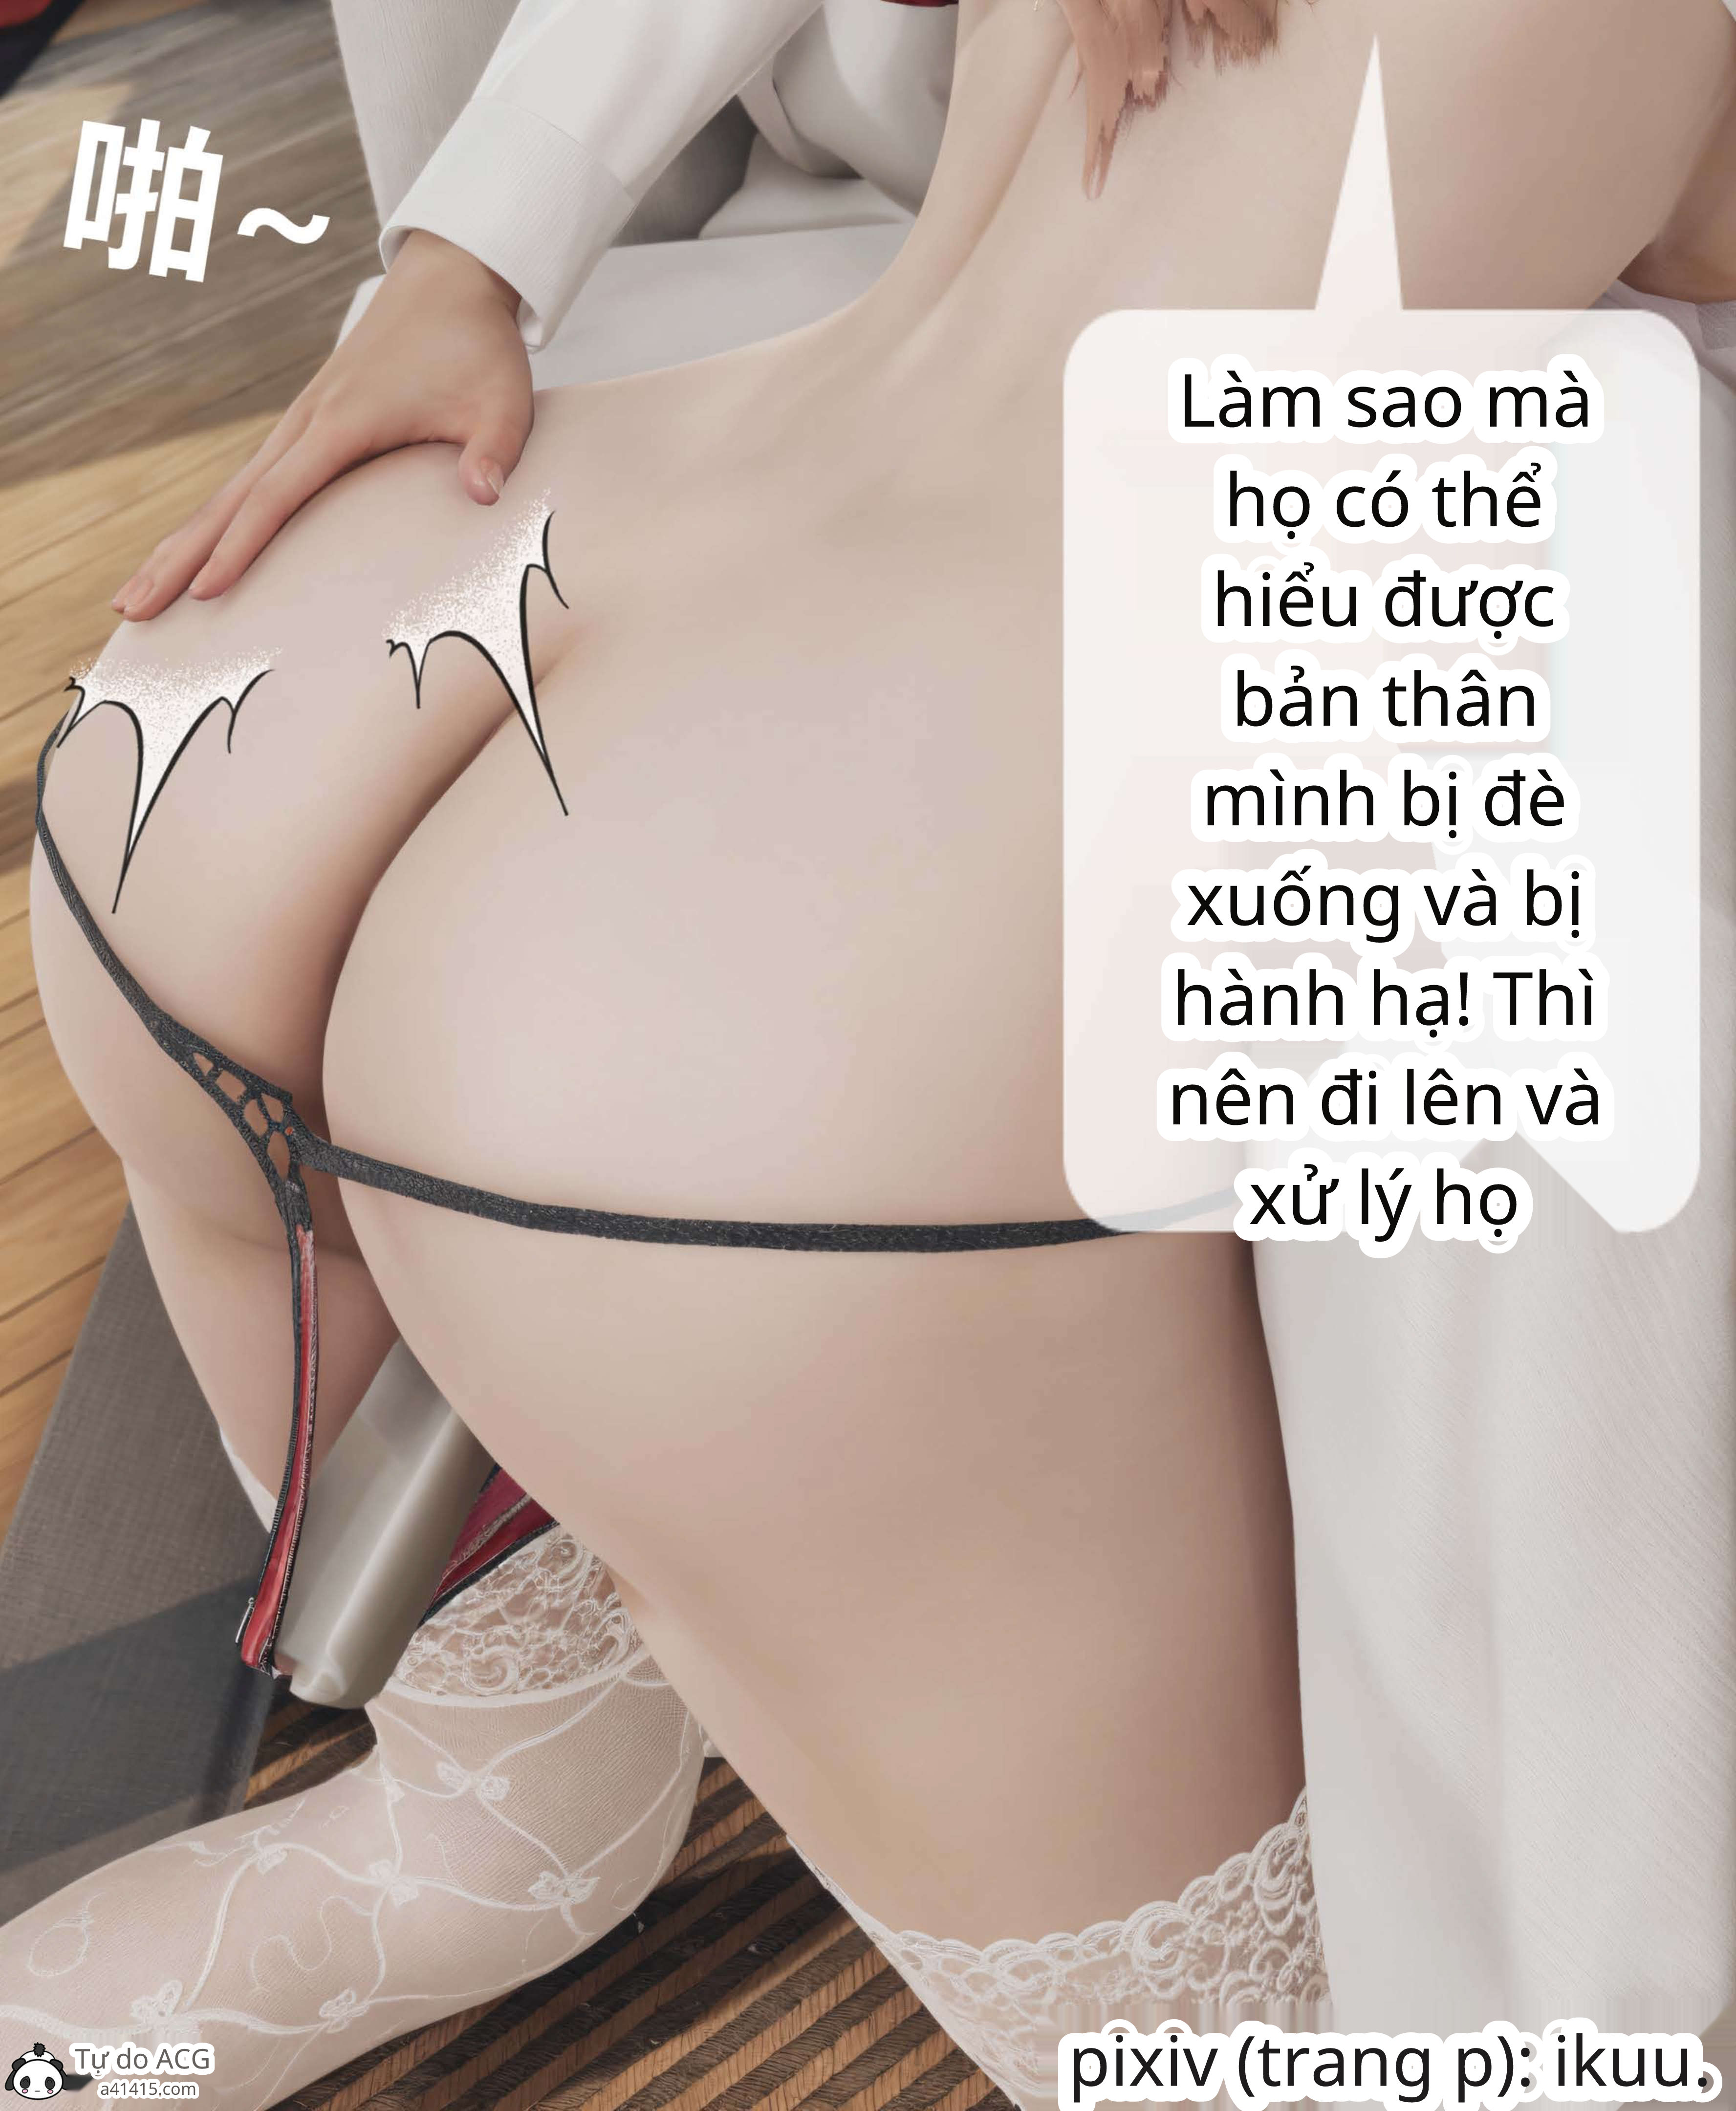 啪~
Làm sao mà
họ có thể
hiểu được
bản thân
mình bị đè
xuống và bị
hành hạ! Thì
nên đi lên và
xử lý họ
Tự do ACG
a41415.com
pixiv (trang p): ikuu.